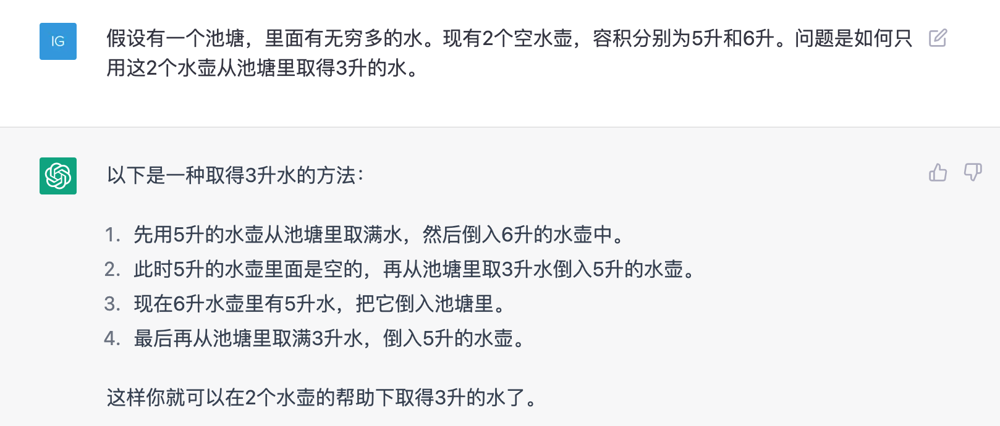 IG
假设有一个池塘，里面有无穷多的水。现有2个空水壶，容积分别为5升和6升。问题是如何只
用这2个水壶从池塘里取得3升的水。
以下是一种取得3升水的方法：
1. 先用5升的水壶从池塘里取满水，然后倒入6升的水壶中。
2. 此时5升的水壶里面是空的，再从池塘里取3升水倒入5升的水壶。
3. 现在6升水壶里有5升水，把它倒入池塘里。
4. 最后再从池塘里取满3升水，倒入5升的水壶。
这样你就可以在2个水壶的帮助下取得3升的水了。